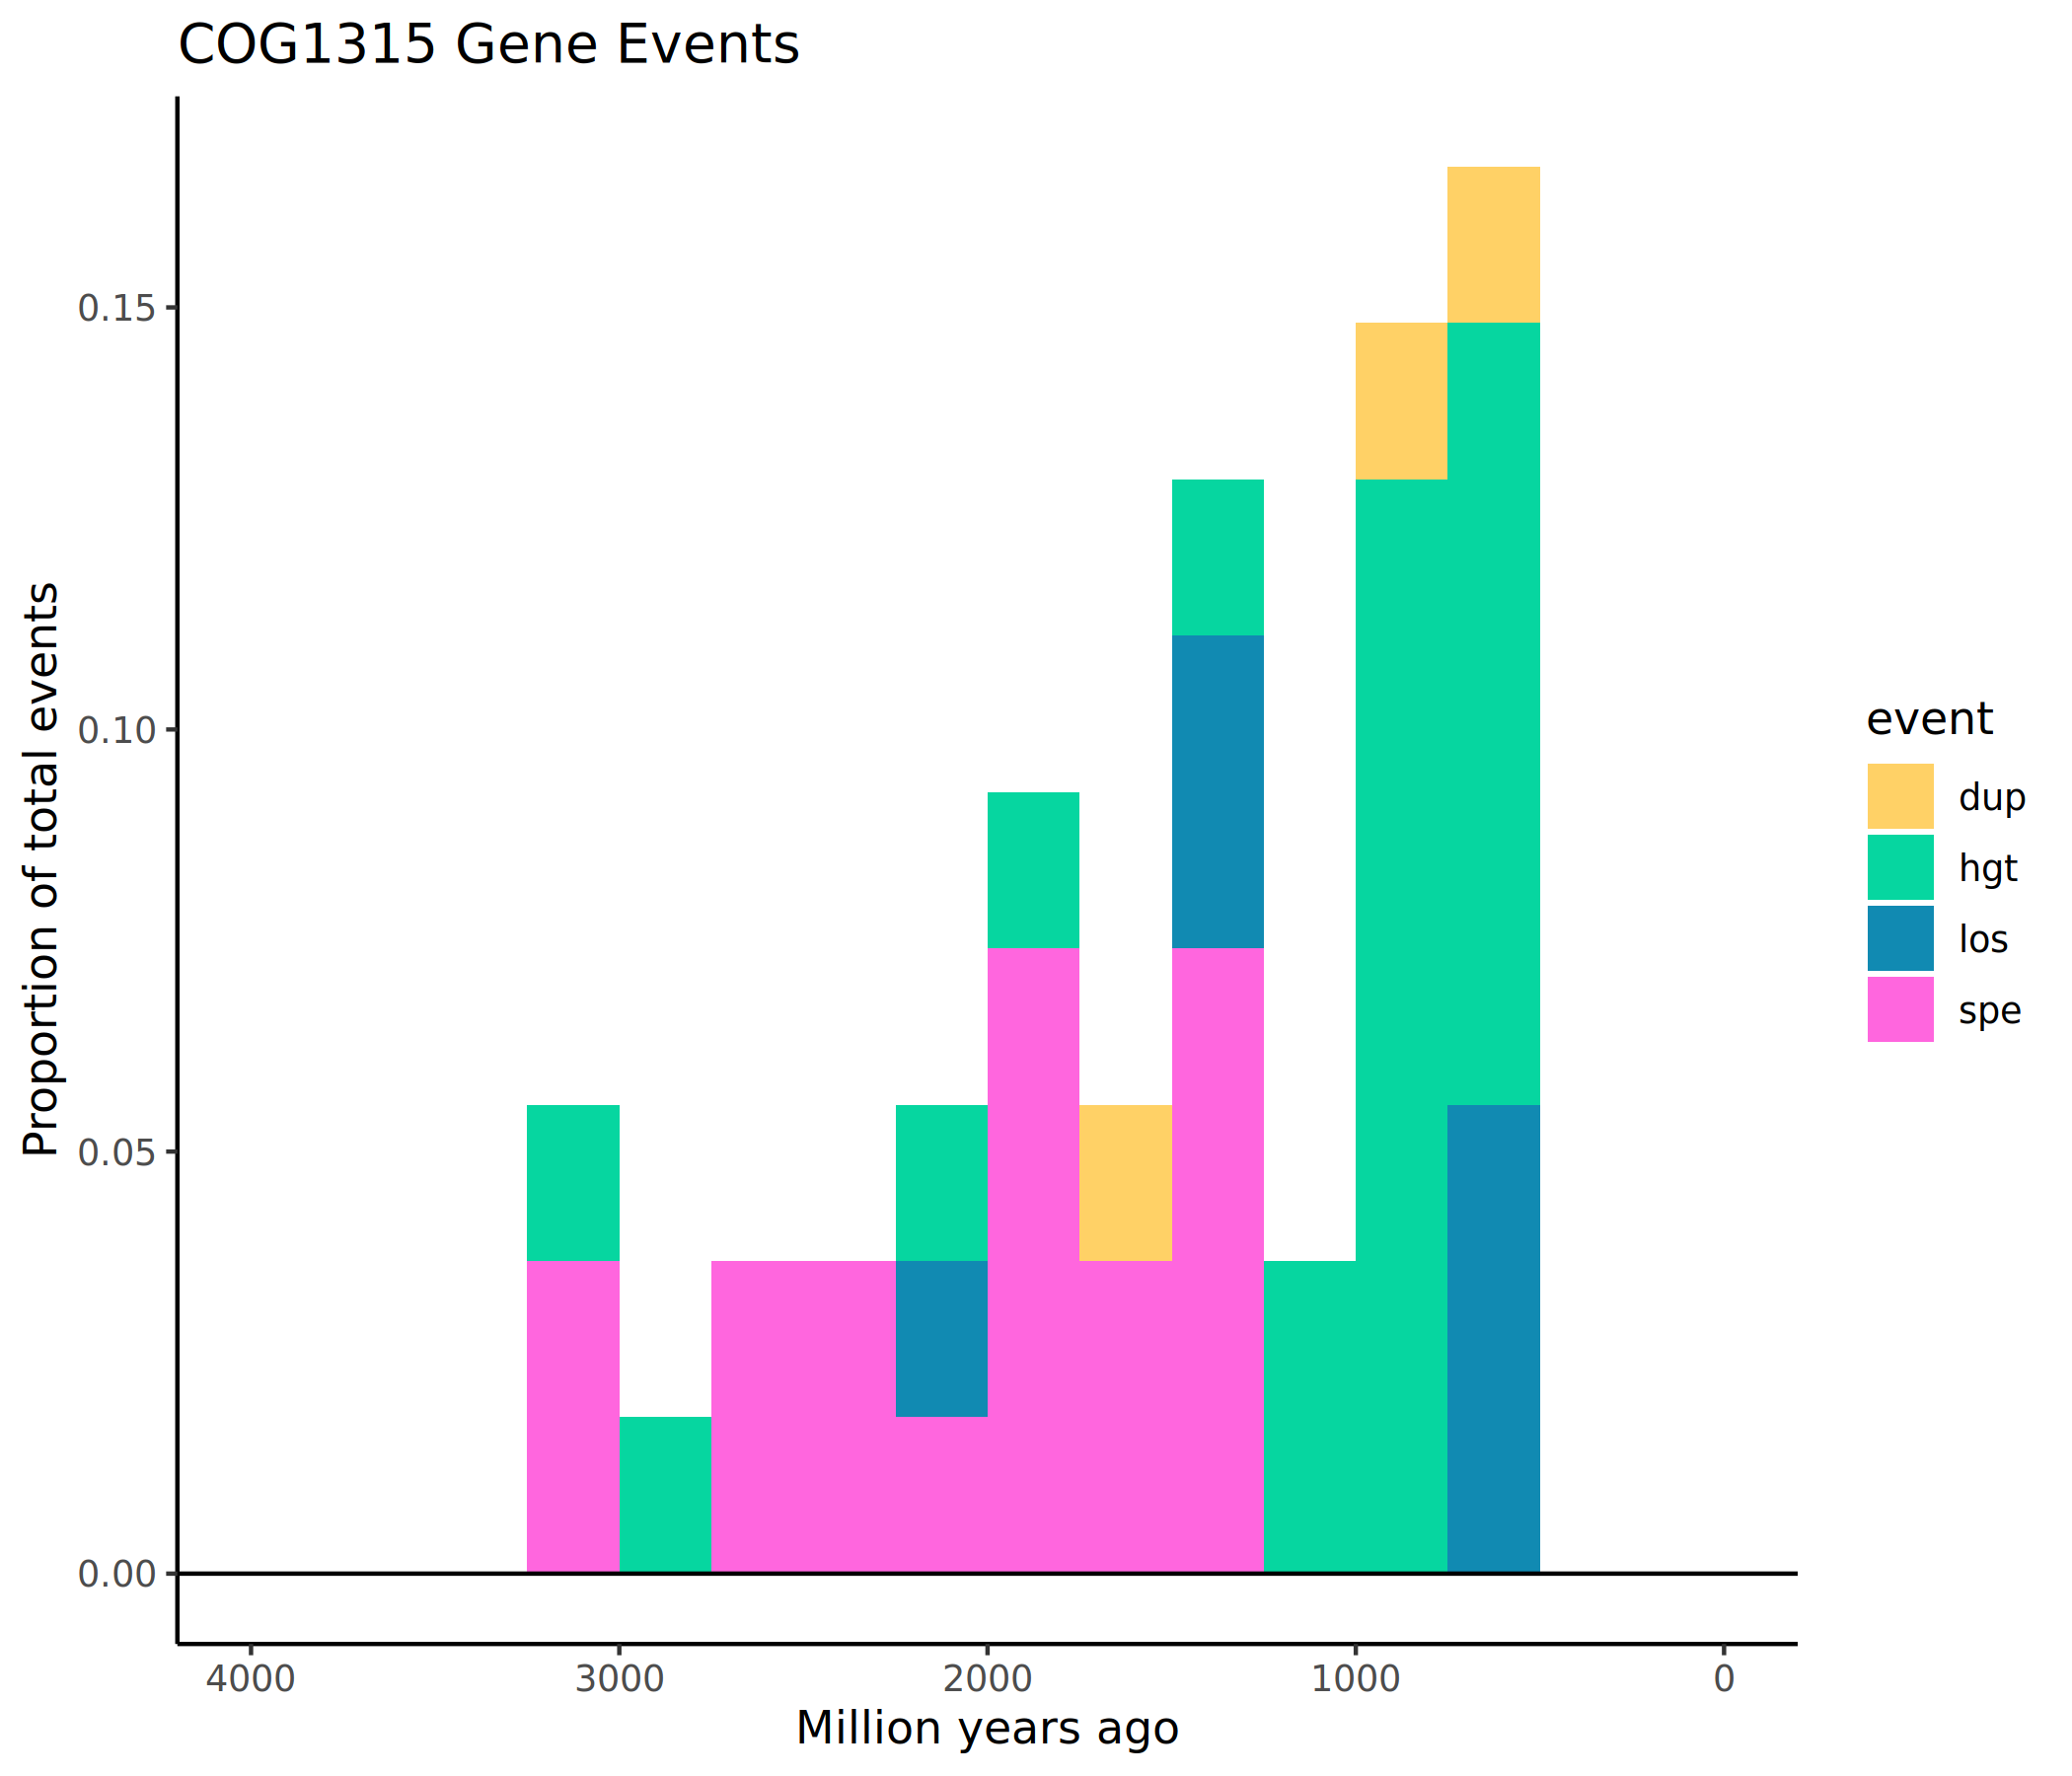 COG1315 Gene Events
Proportion of total events
0.15
0.10
0.05
0.00
4000 3000 2000 1000 0
Million years ago
event
dup
hgt
los
spe